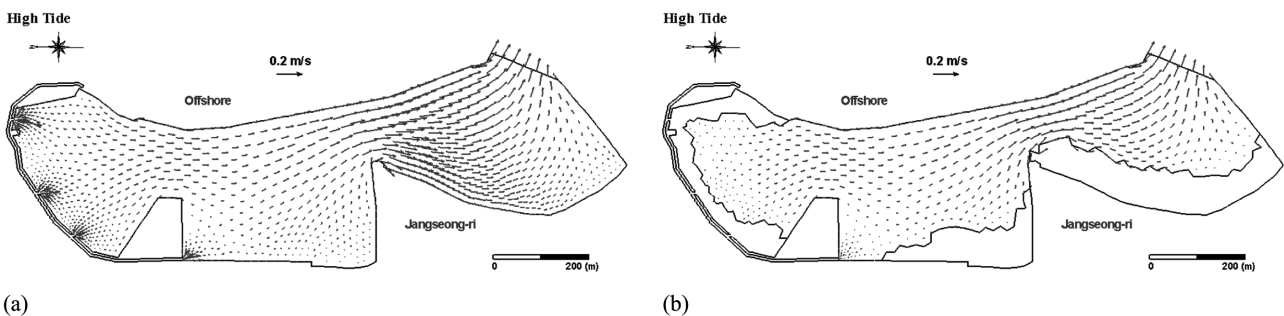 High Tide
z
0.2 m/s
Offshore
Jangseong-ri
0 200 (m)
(a)
High Tide
z
0.2 m/s
Offshore
Jangseong-ri
0 200 (m)
(b)